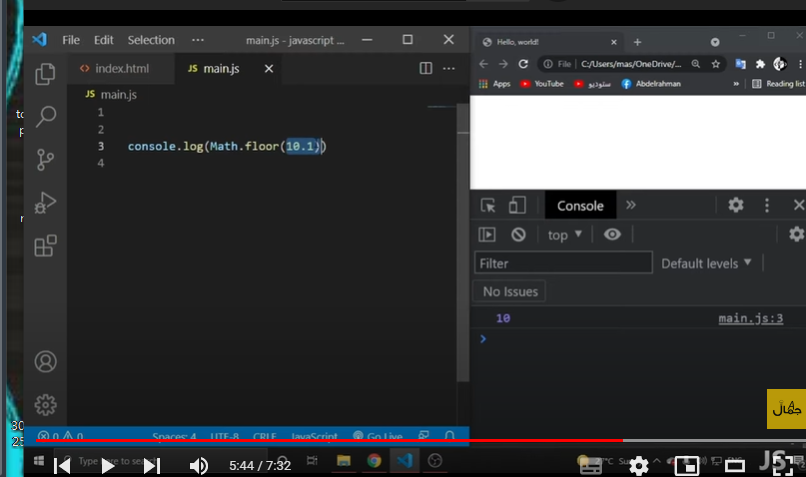 File Edit Selection ··· main.js - javascript ...
index.html
JS main.js
JS main.js
1
2
3 console.log(Math.floor(10.1))
4
Hello, world!
File C:/Users/mas/OneDrive/...
Apps YouTube ستوديو Abdelrahman » Reading list
Console »
top
Filter Default levels
No Issues
10 main.js:3
جمال
0 0 Spaces: 4 UTF-8 CRLF JavaScript Go Live
Type here to search
5:44 / 7:32
JS